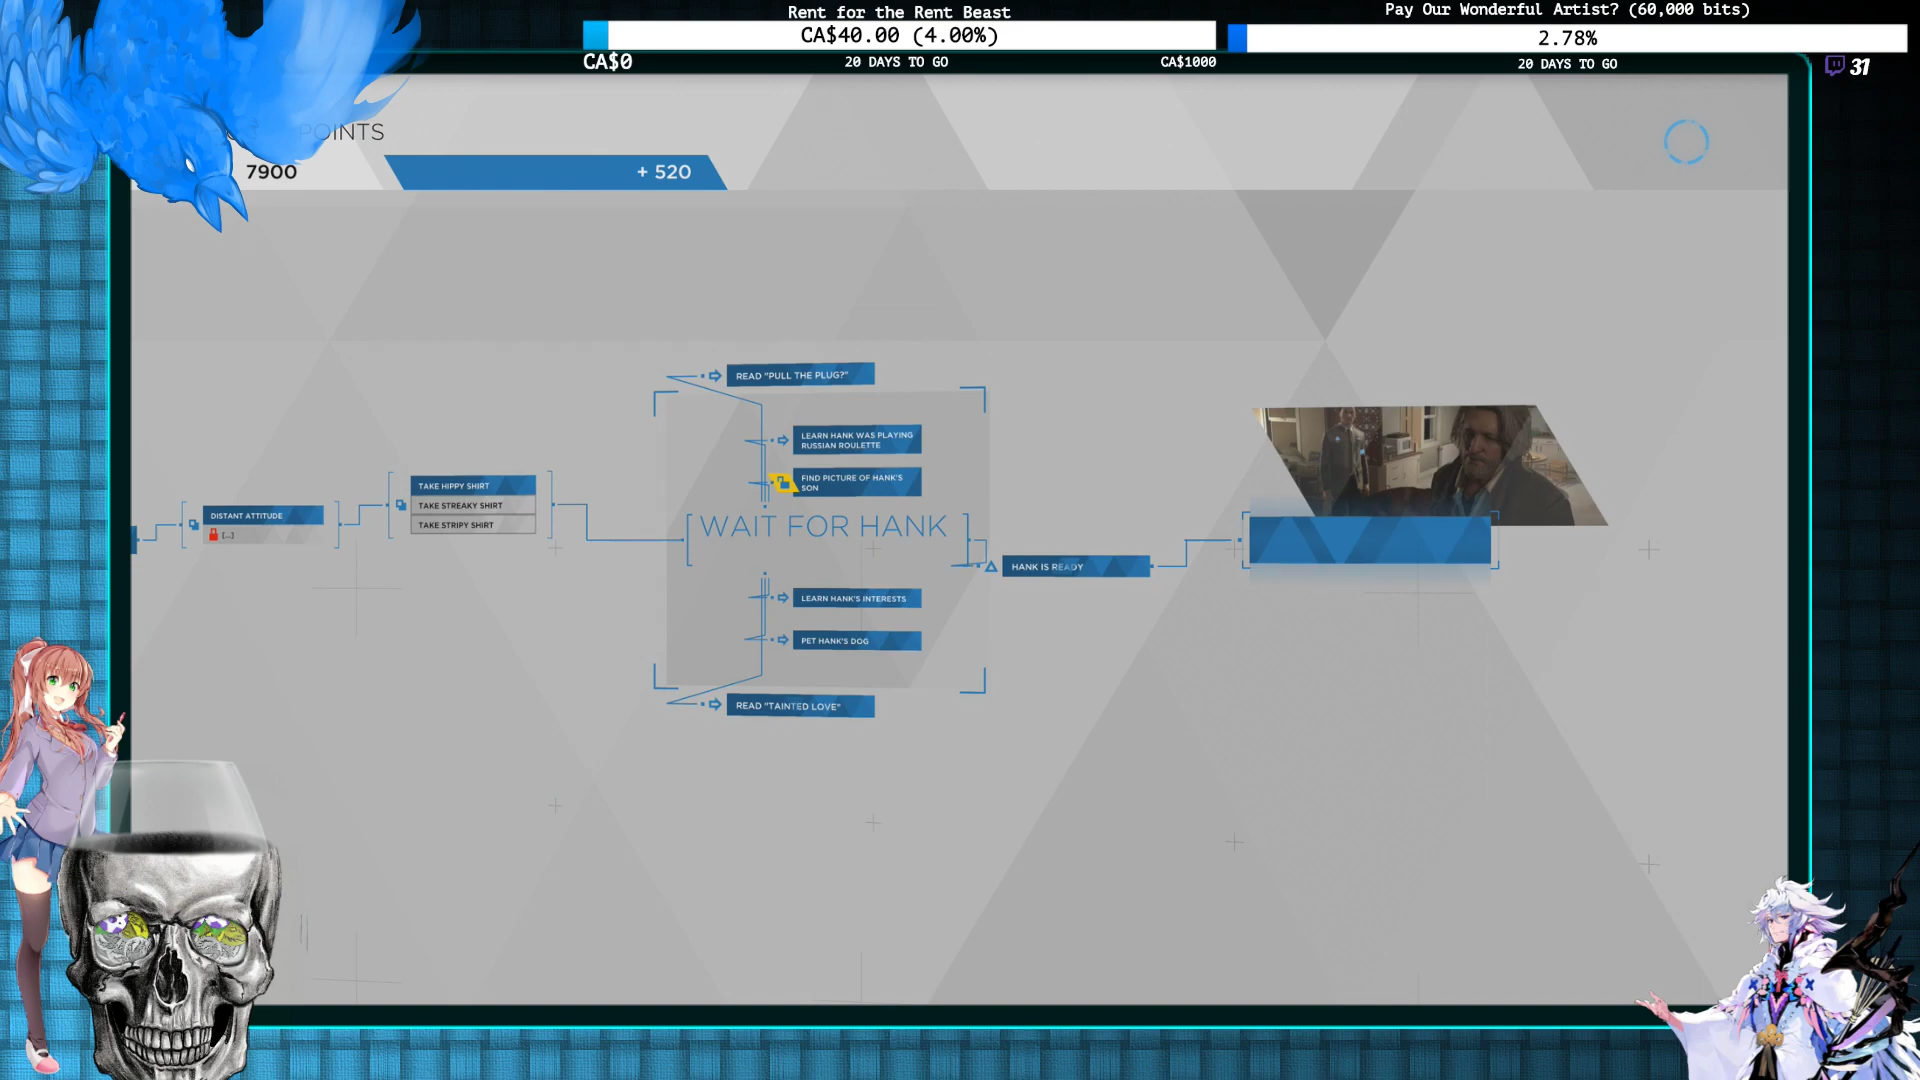 Rent for the Rent Beast
CA$40.00 (4.00%)
CA$0
20 DAYS TO GO
CA$1000
Pay Our Wonderful Artist? (60,000 bits)
2.78%
20 DAYS TO GO
31
POINTS
7900
+ 520
READ "PULL THE PLUG?"
LEARN HANK WAS PLAYING
RUSSIAN ROULETTE
FIND PICTURE OF HANK'S
SON
TAKE HIPPY SHIRT
TAKE STREAKY SHIRT
TAKE STRIPY SHIRT
DISTANT ATTITUDE
[...]
WAIT FOR HANK
HANK IS READY
LEARN HANK'S INTERESTS
PET HANK'S DOG
READ "TAINTED LOVE"